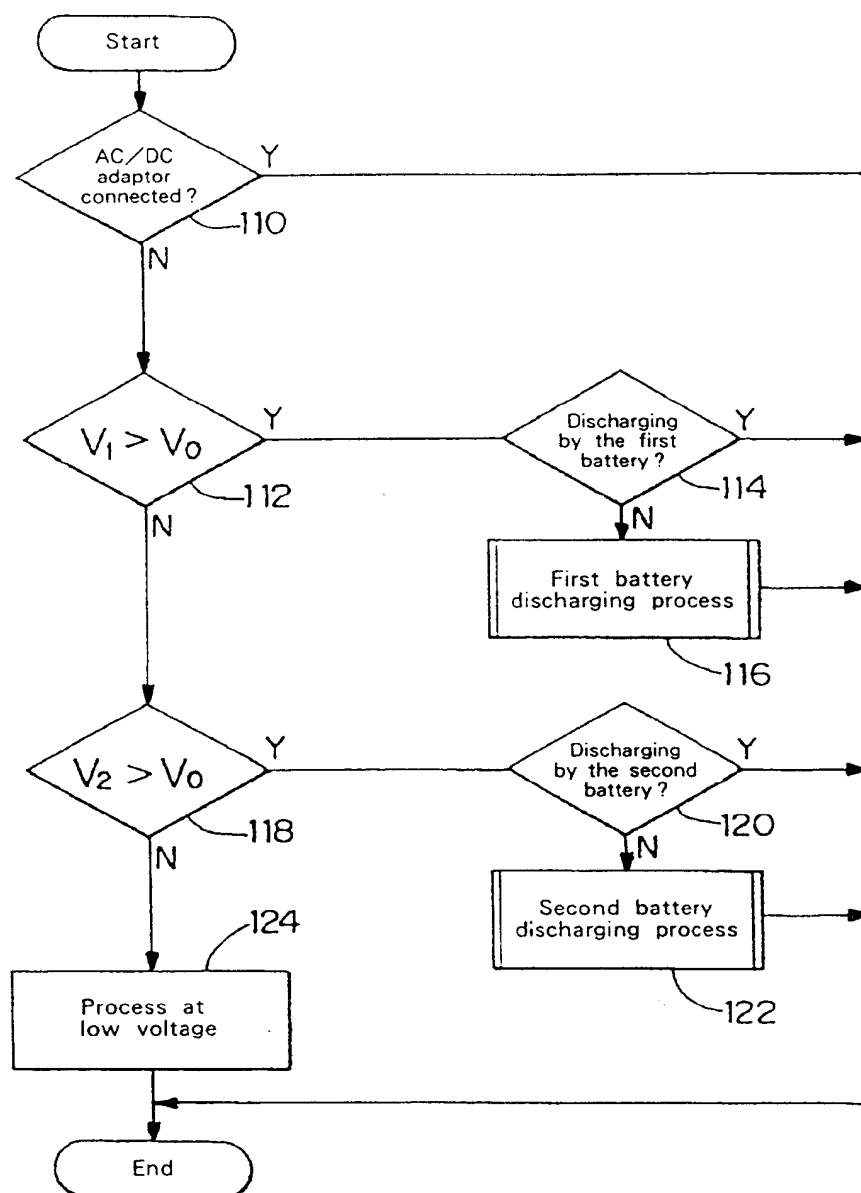 Start
AC/DC
adaptor
connected?
Y
110
N
V1 > V0
Y
112
N
Discharging
by the first
battery?
Y
114
N
First battery
discharging process
116
V2 > V0
Y
118
N
Discharging
by the second
battery?
Y
120
N
Second battery
discharging process
122
124
Process at
low voltage
End